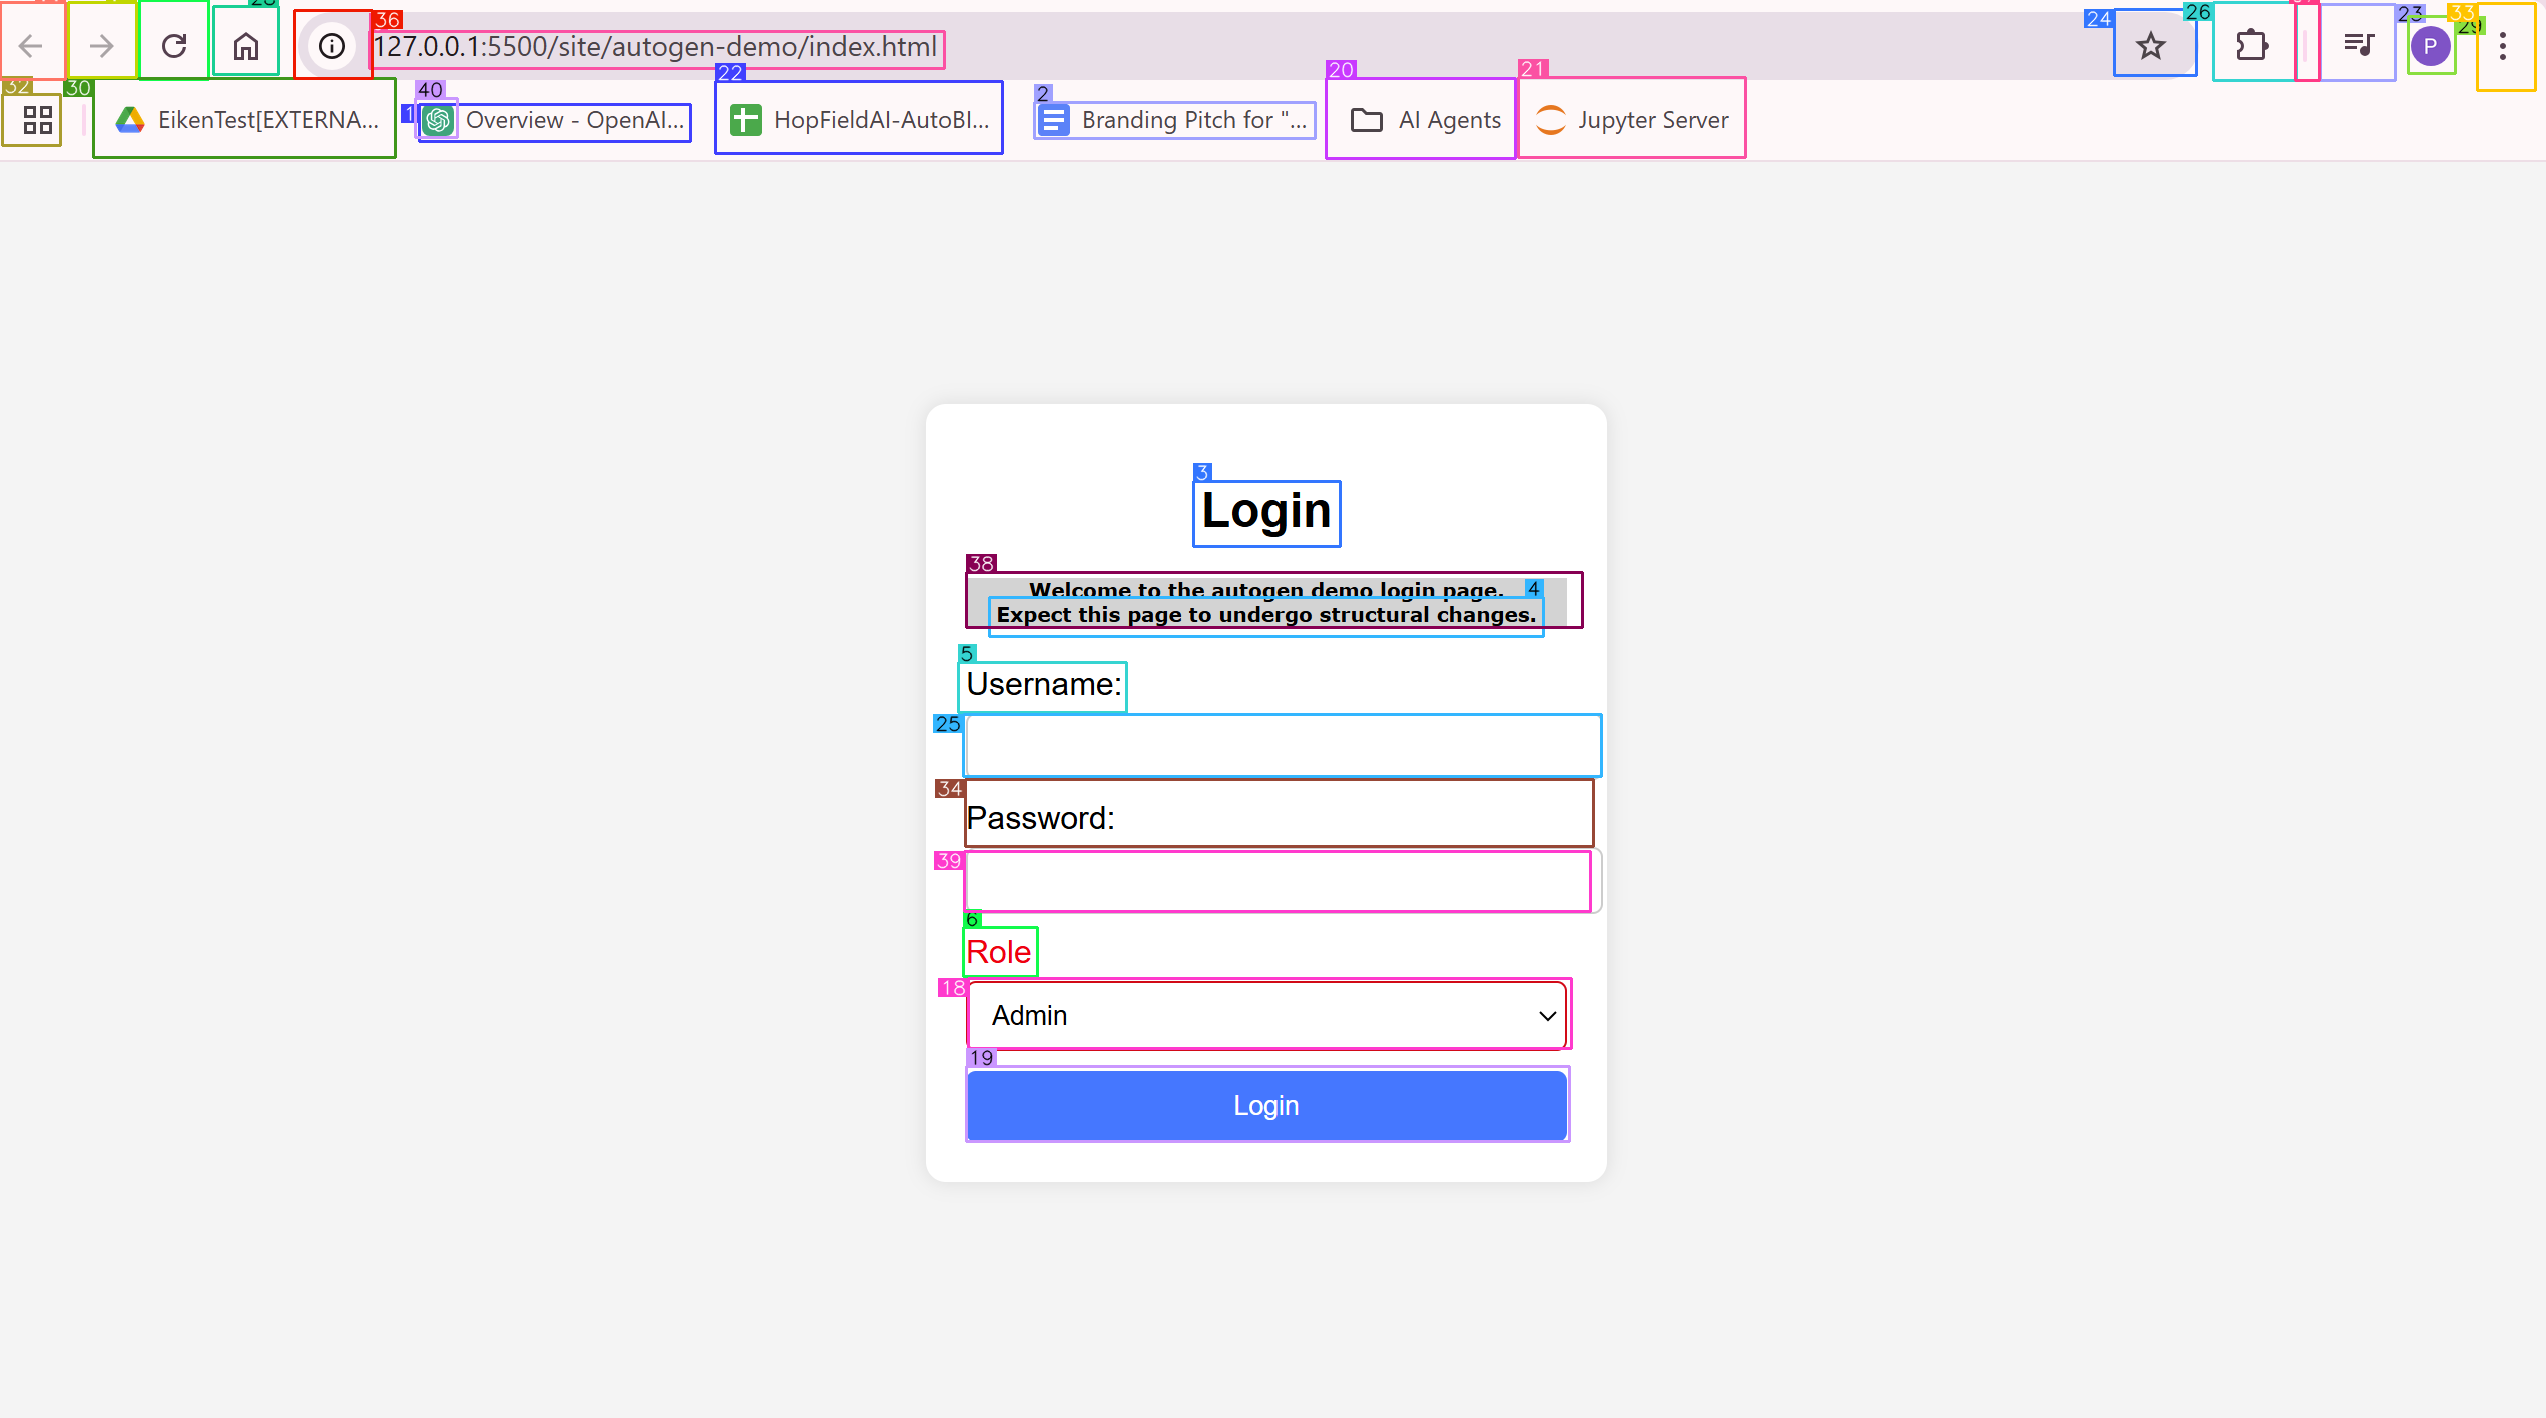 36
127.0.0.1:5500/site/autogen-demo/index.html
24
26
23
P
29
33
32
30
EikenTest[EXTERNA...
1
40
Overview - OpenAI...
22
HopFieldAI-AutoBI...
2
Branding Pitch for "...
20
AI Agents
21
Jupyter Server
3
Login
38
Welcome to the autogen demo login page.
4
Expect this page to undergo structural changes.
5
Username:
25
34
Password:
39
6
Role
18
Admin
19
Login